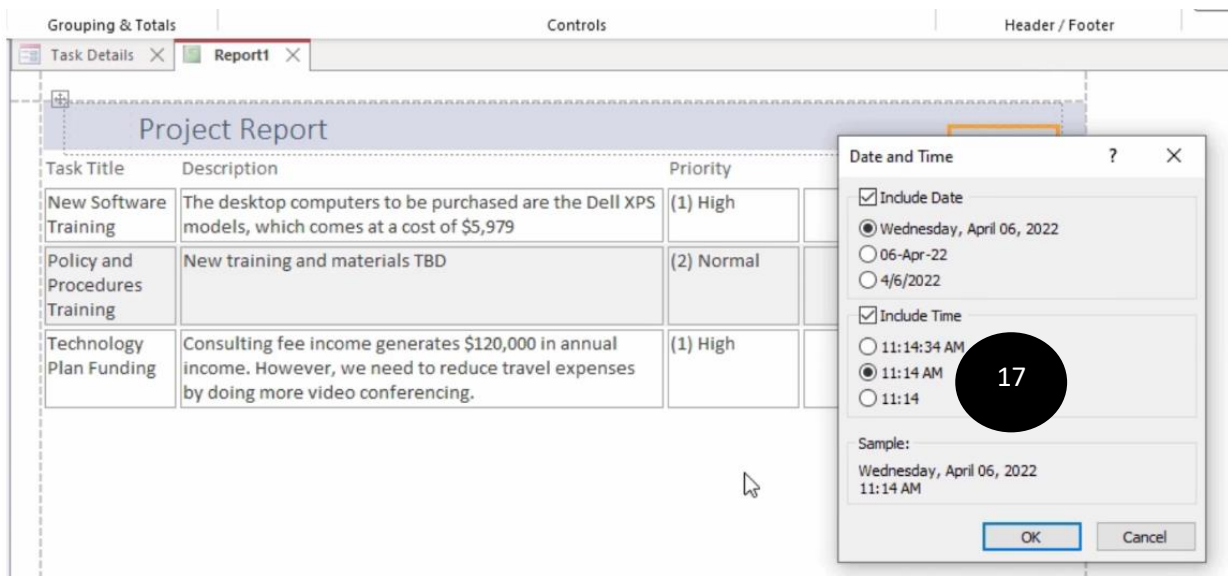 Grouping & Totals
Controls
Header / Footer
Task Details
Report1
Project Report
Task Title
Description
Priority
New Software
Training
The desktop computers to be purchased are the Dell XPS
models, which comes at a cost of $5,979
(1) High
Policy and
Procedures
Training
New training and materials TBD
(2) Normal
Technology
Plan Funding
Consulting fee income generates $120,000 in annual
income. However, we need to reduce travel expenses
by doing more video conferencing.
(1) High
Date and Time
?
Include Date
Wednesday, April 06, 2022
06-Apr-22
4/6/2022
Include Time
11:14:34 AM
11:14 AM
11:14
17
Sample:
Wednesday, April 06, 2022
11:14 AM
OK
Cancel